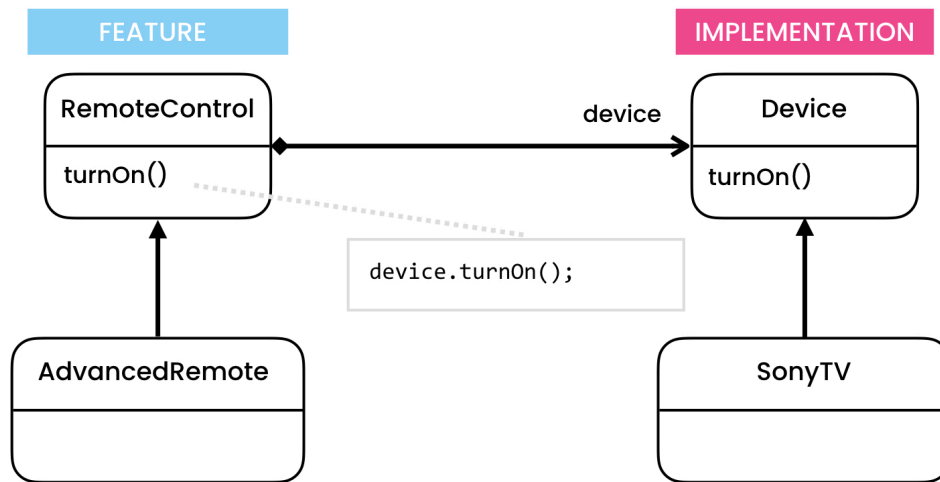 FEATURE
IMPLEMENTATION
RemoteControl
device
Device
turnOn()
turnOn()
device.turnOn();
AdvancedRemote
SonyTV